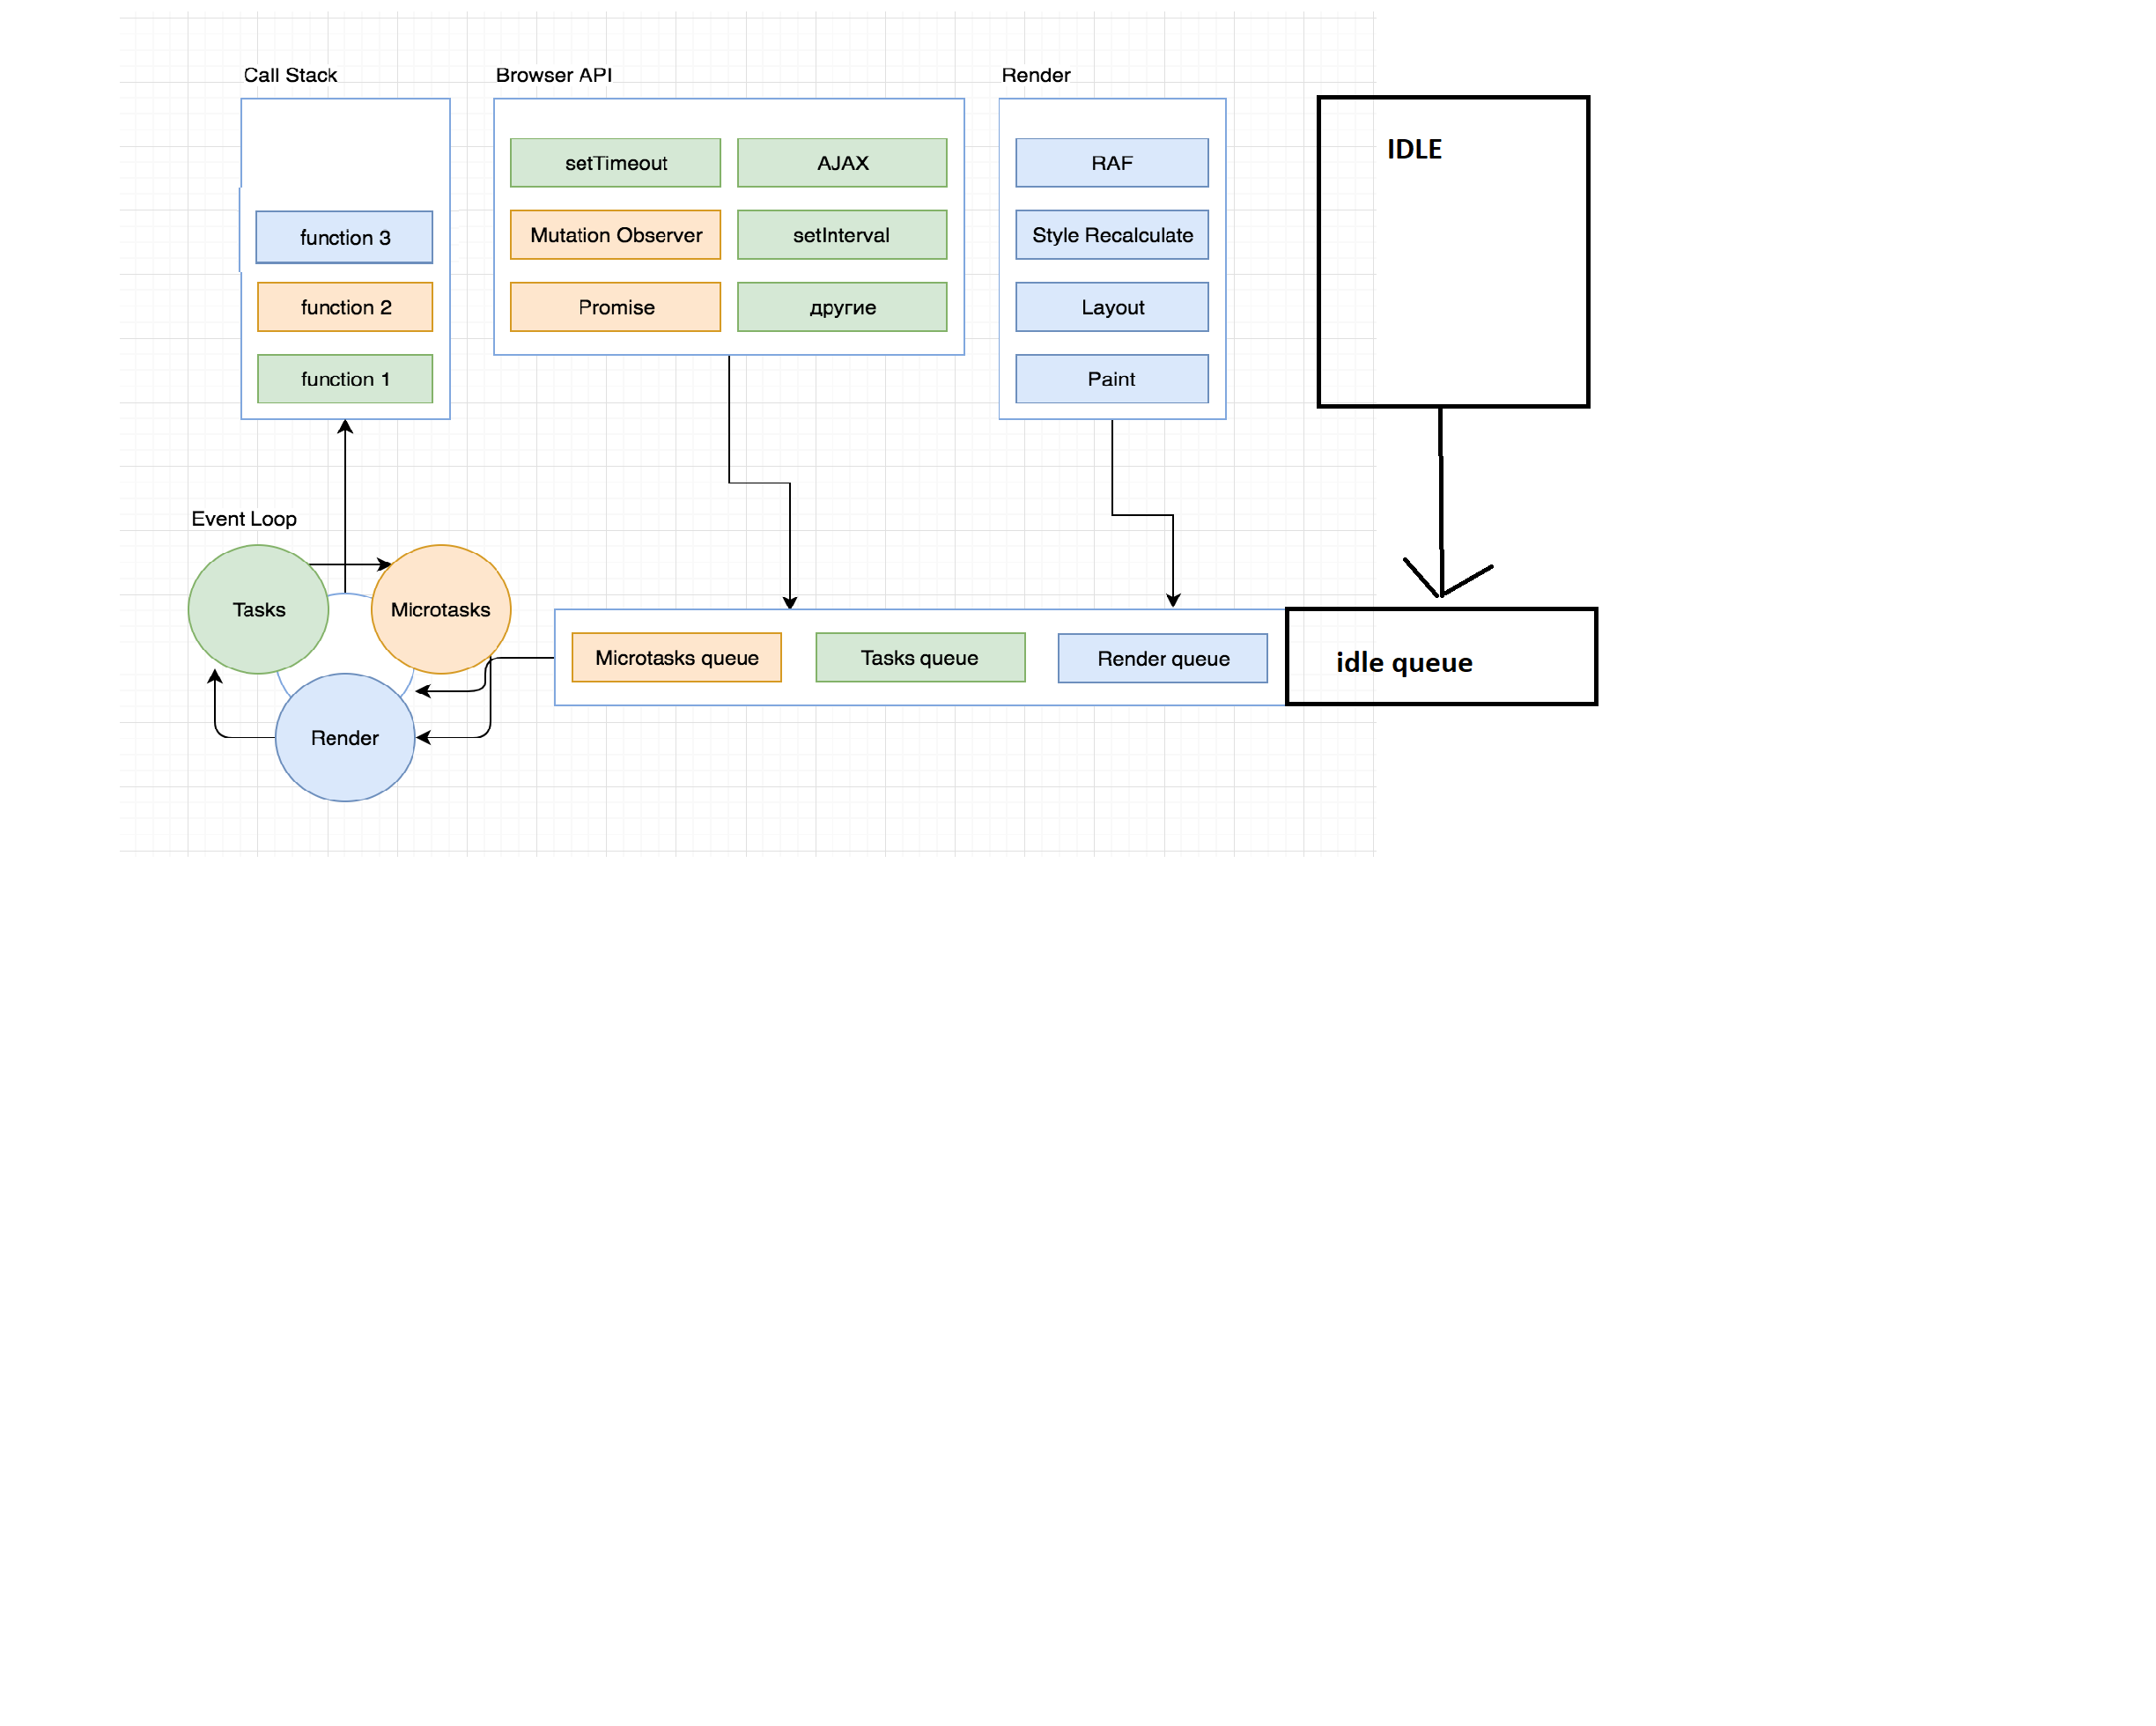 Call Stack
Browser API
Render
IDLE
setTimeout
AJAX
RAF
function 3
Mutation Observer
setInterval
Style Recalculate
function 2
Promise
другие
Layout
function 1
Paint
Event Loop
Tasks
Microtasks
Microtasks queue
Tasks queue
Render queue
idle queue
Render